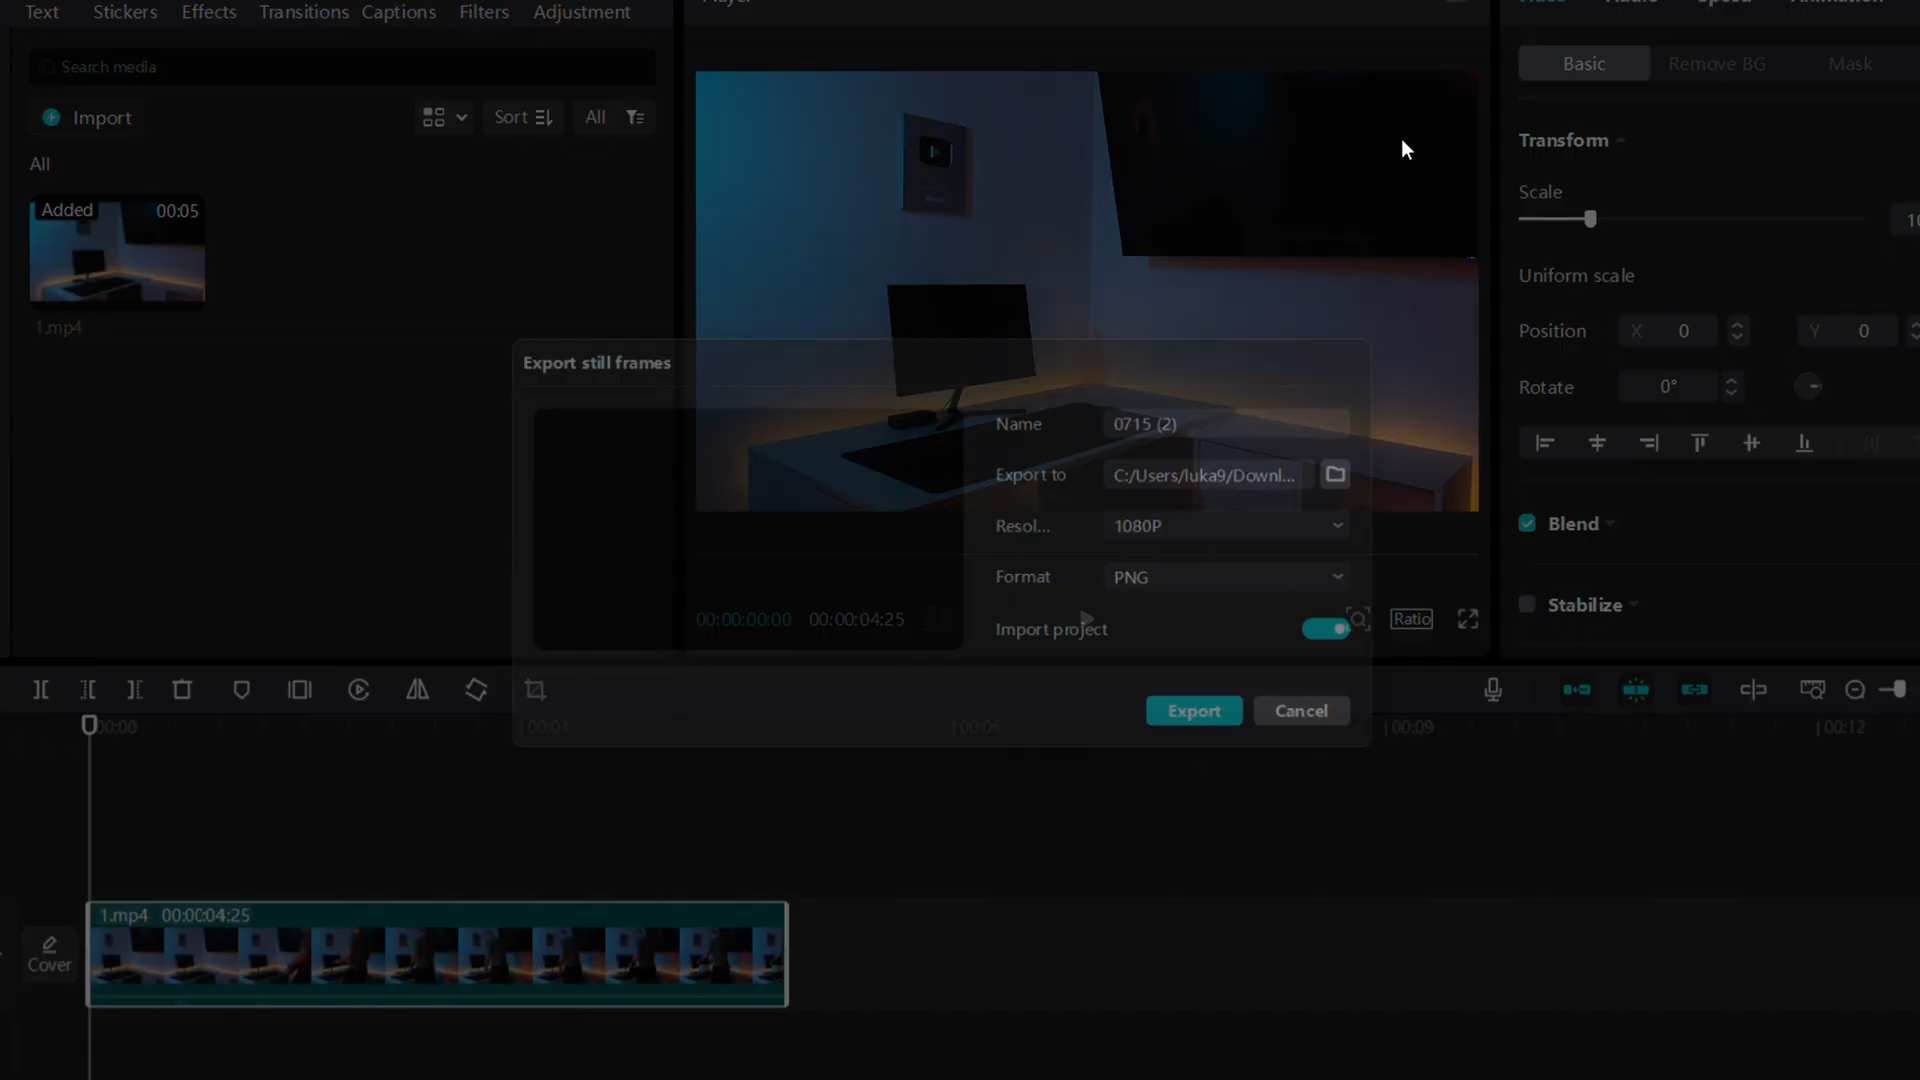 Text Stickers Effects Transitions Captions Filters Adjustment
Search media
Import
Sort
All
All
Added 00:05
1.mp4
Basic Remove BG Mask
Transform
Scale
Uniform scale
Position X 0 Y 0
Rotate 0°
Blend
Stabilize
Export still frames
Name 0715 (2)
Export to C:/Users/luka9/Downl...
Resol... 1080P
Format PNG
Import project
Export Cancel
00:00:00:00 00:00:04:25
Ratio
00:00 00:03 00:06 00:09 00:12
1.mp4 00:00:04:25
Cover